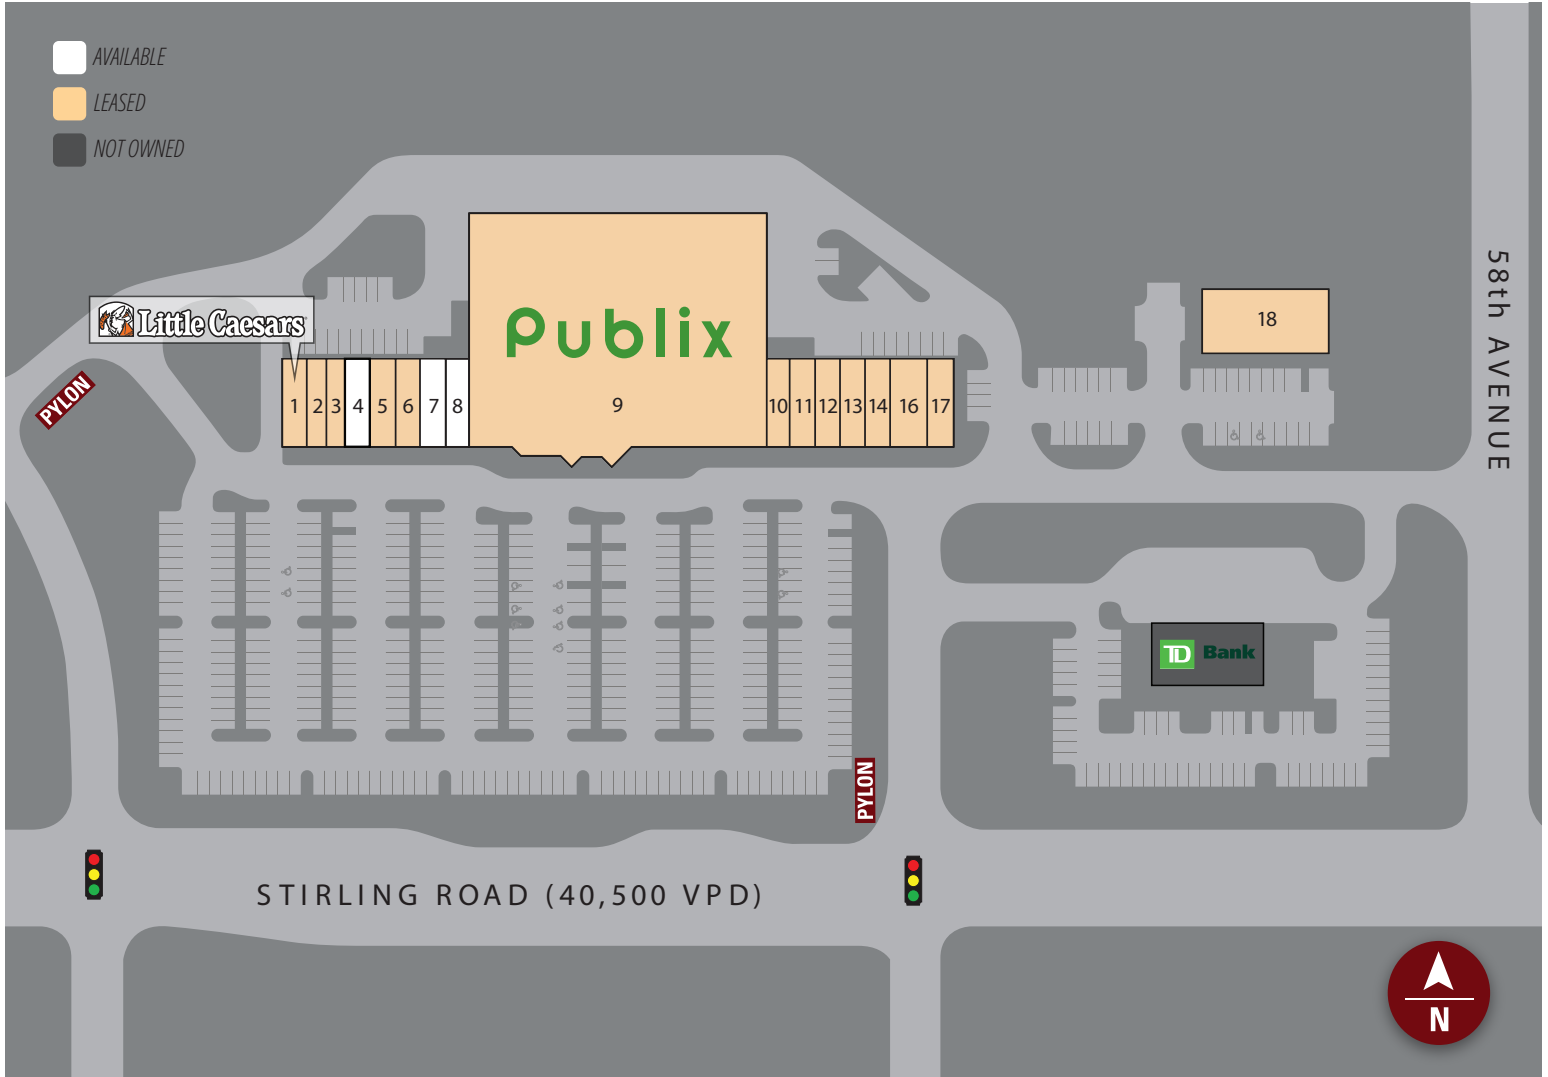 AVAILABLE
LEASED
NOT OWNED
Little Caesars
PYLON
Publix
1 2 3 4 5 6 7 8 9 10 11 12 13 14 16 17
18
58th AVENUE
TD Bank
PYLON
STIRLING ROAD (40,500 VPD)
N